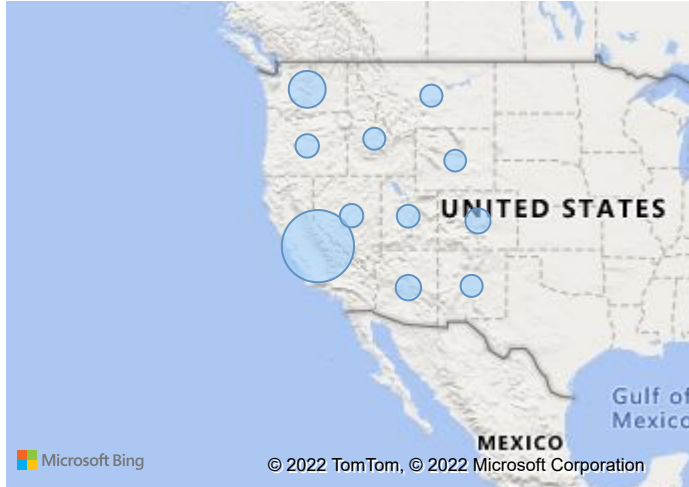 UNITED STATES
Gulf of
Mexico
MEXICO
Microsoft Bing
© 2022 TomTom, © 2022 Microsoft Corporation